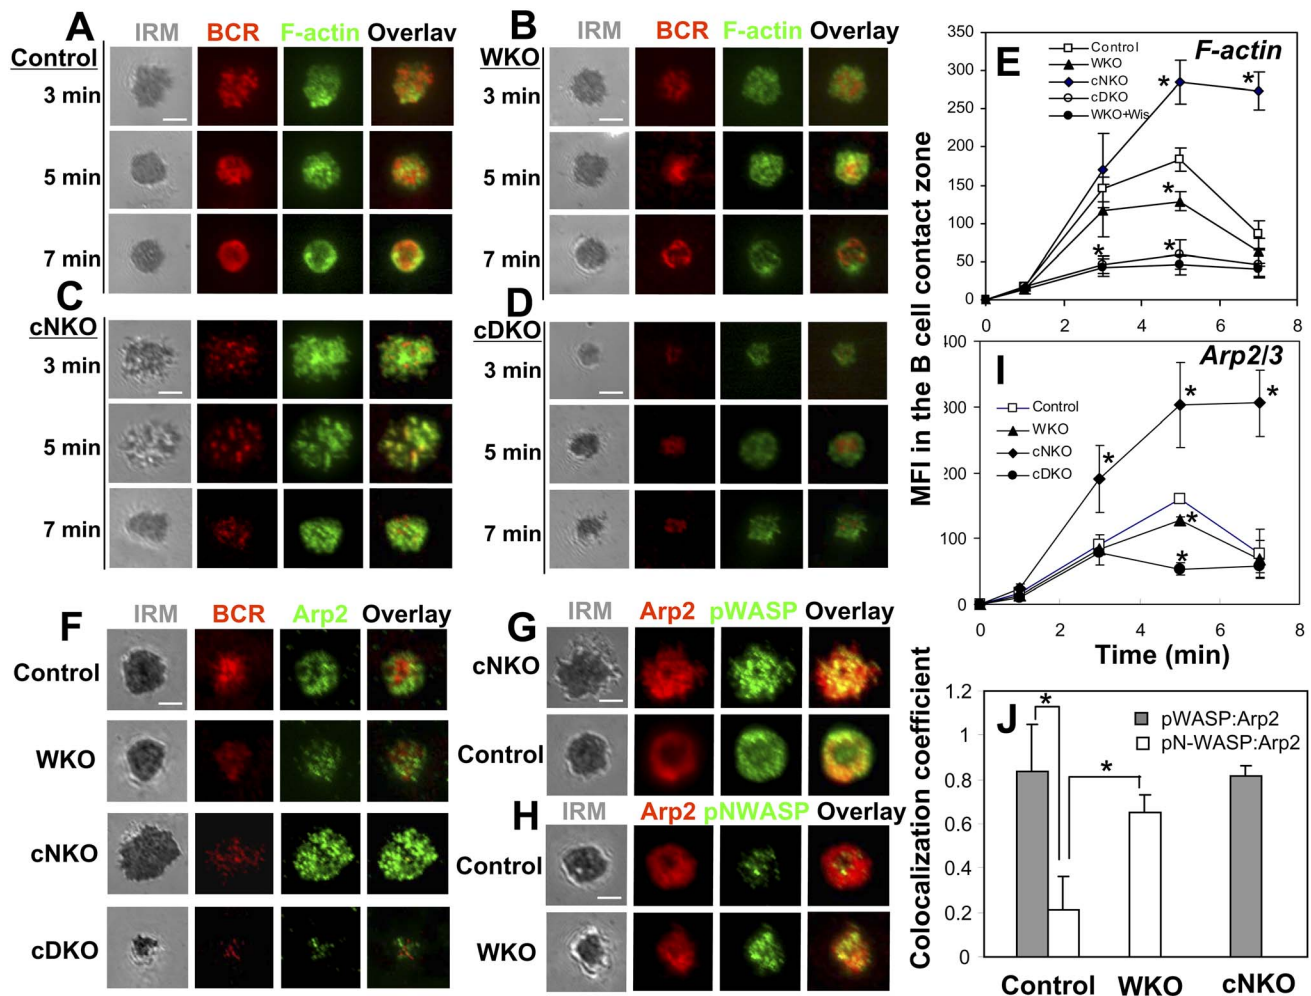 A
IRM BCR F-actin Overlav
Control
3 min
5 min
7 min
B
IRM BCR F-actin Overlay
WKO
3 min
5 min
7 min
C
cNKO
3 min
5 min
7 min
D
cDKO
3 min
5 min
7 min
E
F-actin
Control
WKO
cNKO
cDKO
WKO+Wis
350
300
250
200
150
100
50
0
0 2 4 6 8
* * * * *
MFI in the B cell contact zone
I
Arp2/3
Control
WKO
cNKO
cDKO
400
300
200
100
0
0 2 4 6 8
* * * * *
Time (min)
F
IRM BCR Arp2 Overlay
Control
WKO
cNKO
cDKO
G
IRM Arp2 pWASP Overlay
cNKO
Control
H
IRM Arp2 pNWASP Overlay
Control
WKO
J
pWASP:Arp2
pN-WASP:Arp2
* *
Colocalization coefficient
1.2
1
0.8
0.6
0.4
0.2
0
Control WKO cNKO